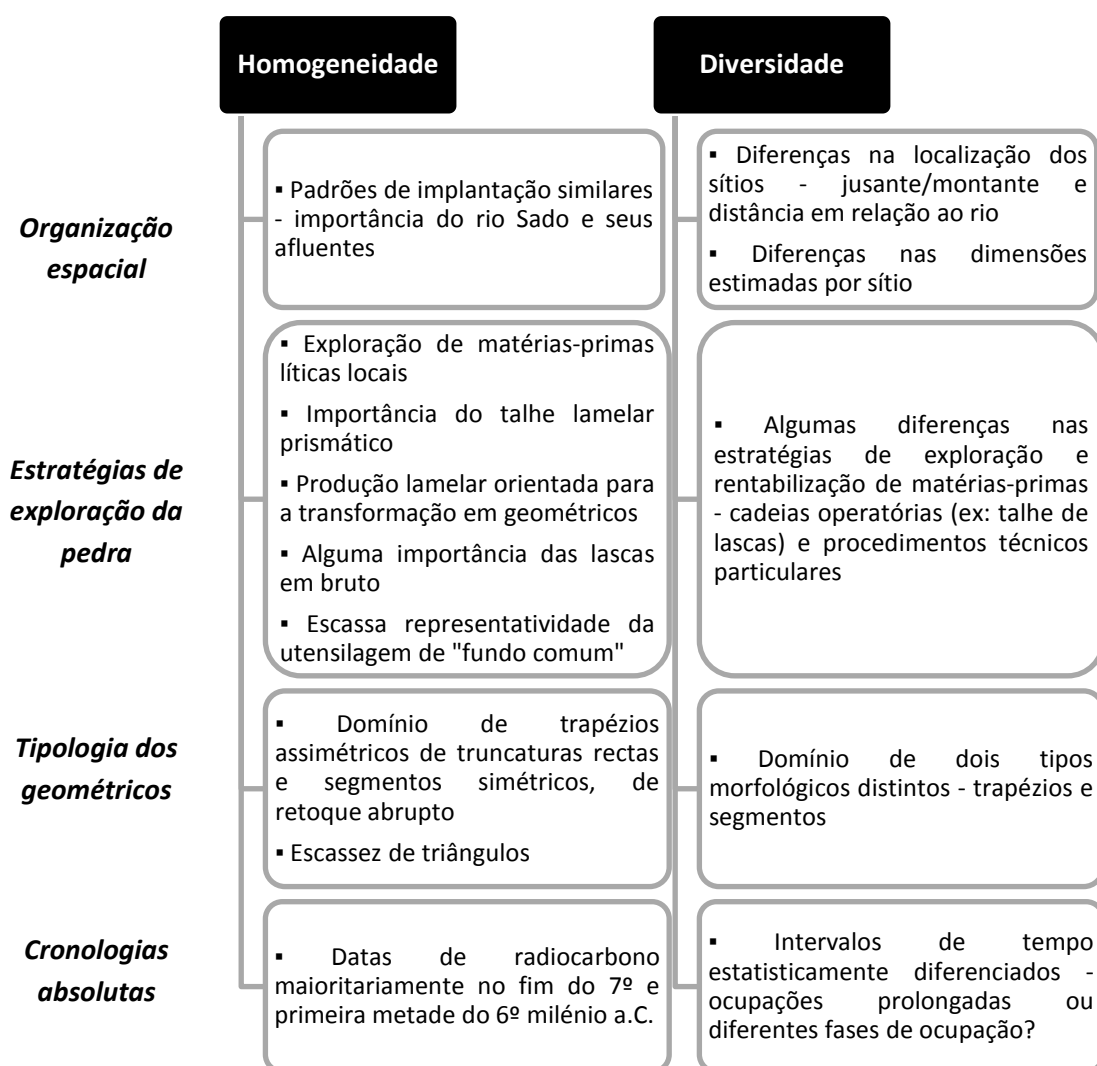 Homogeneidade
Diversidade
Organização
espacial
▪ Padrões de implantação similares
- importância do rio Sado e seus
afluentes
▪ Diferenças na localização dos
sítios - jusante/montante e
distância em relação ao rio
▪ Diferenças nas dimensões
estimadas por sítio
Estratégias de
exploração da
pedra
▪ Exploração de matérias-primas
líticas locais
▪ Importância do talhe lamelar
prismático
▪ Produção lamelar orientada para
a transformação em geométricos
▪ Alguma importância das lascas
em bruto
▪ Escassa representatividade da
utensilagem de "fundo comum"
▪ Algumas diferenças nas
estratégias de exploração e
rentabilização de matérias-primas
- cadeias operatórias (ex: talhe de
lascas) e procedimentos técnicos
particulares
Tipologia dos
geométricos
▪ Domínio de trapézios
assimétricos de truncaturas rectas
e segmentos simétricos, de
retoque abrupto
▪ Escassez de triângulos
▪ Domínio de dois tipos
morfológicos distintos - trapézios e
segmentos
Cronologias
absolutas
▪ Datas de radiocarbono
maioritariamente no fim do 7º e
primeira metade do 6º milénio a.C.
▪ Intervalos de tempo
estatisticamente diferenciados -
ocupações prolongadas ou
diferentes fases de ocupação?